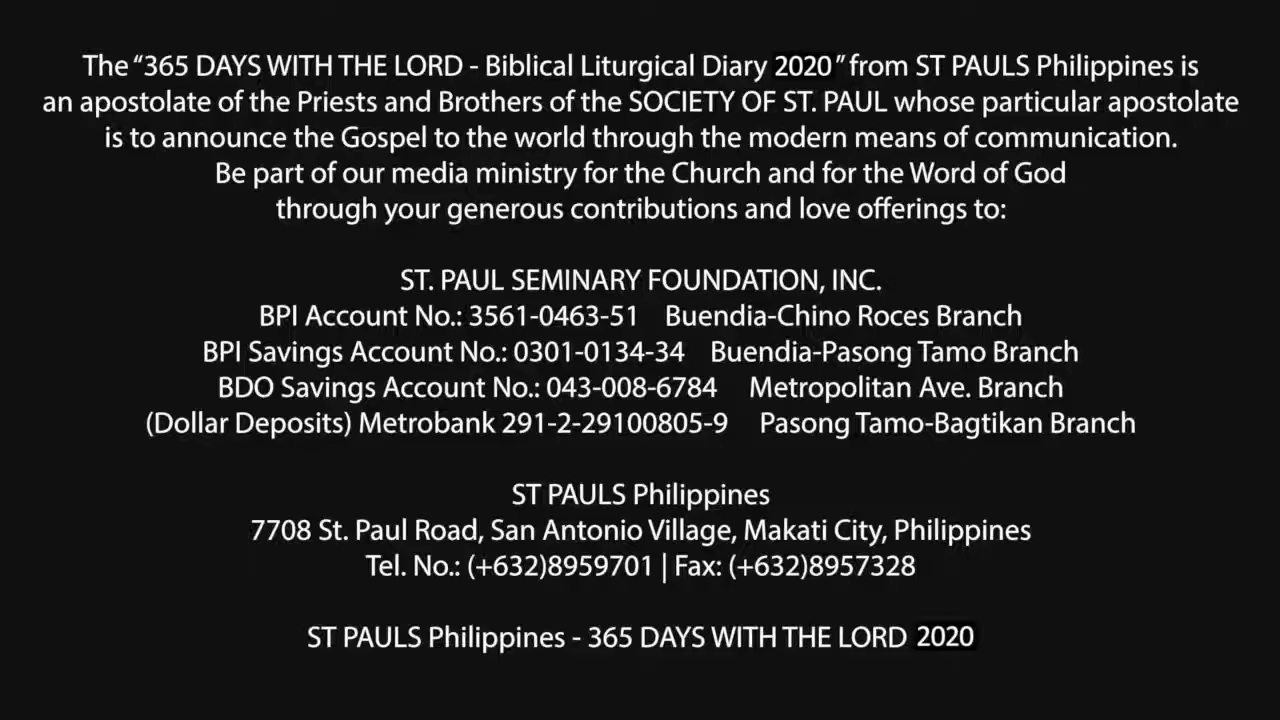 The “365 DAYS WITH THE LORD - Biblical Liturgical Diary 2020” from ST PAULS Philippines is
an apostolate of the Priests and Brothers of the SOCIETY OF ST. PAUL whose particular apostolate
is to announce the Gospel to the world through the modern means of communication.
Be part of our media ministry for the Church and for the Word of God
through your generous contributions and love offerings to:
ST. PAUL SEMINARY FOUNDATION, INC.
BPI Account No.: 3561-0463-51 Buendia-Chino Roces Branch
BPI Savings Account No.: 0301-0134-34 Buendia-Pasong Tamo Branch
BDO Savings Account No.: 043-008-6784 Metropolitan Ave. Branch
(Dollar Deposits) Metrobank 291-2-29100805-9 Pasong Tamo-Bagtikan Branch
ST PAULS Philippines
7708 St. Paul Road, San Antonio Village, Makati City, Philippines
Tel. No.: (+632)8959701 | Fax: (+632)8957328
ST PAULS Philippines - 365 DAYS WITH THE LORD 2020